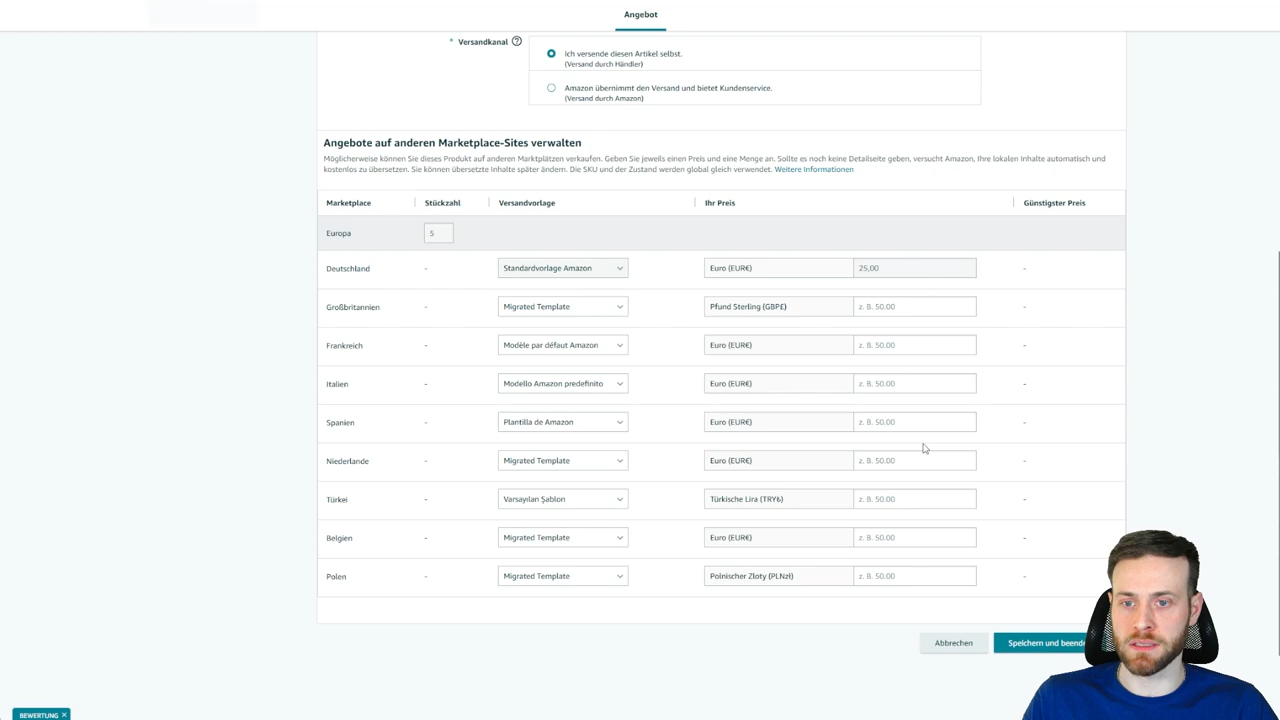 Angebot
* Versandkanal ?
Ich versende diesen Artikel selbst.
(Versand durch Händler)
Amazon übernimmt den Versand und bietet Kundenservice.
(Versand durch Amazon)
Angebote auf anderen Marketplace-Sites verwalten
Möglicherweise können Sie dieses Produkt auf anderen Marktplätzen verkaufen. Geben Sie jeweils einen Preis und eine Menge an. Sollte es noch keine Detailseite geben, versucht Amazon, Ihre lokalen Inhalte automatisch und
kostenlos zu übersetzen. Sie können übersetzte Inhalte später ändern. Die SKU und der Zustand werden global gleich verwendet. Weitere Informationen
Marketplace Stückzahl Versandvorlage Ihr Preis Günstigster Preis
Europa 5
Deutschland - Standardvorlage Amazon Euro (EUR€) 25,00 -
Großbritannien - Migrated Template Pfund Sterling (GBP£) z. B. 50.00 -
Frankreich - Modèle par défaut Amazon Euro (EUR€) z. B. 50.00 -
Italien - Modello Amazon predefinito Euro (EUR€) z. B. 50.00 -
Spanien - Plantilla de Amazon Euro (EUR€) z. B. 50.00 -
Niederlande - Migrated Template Euro (EUR€) z. B. 50.00 -
Türkei - Varsayılan Şablon Türkische Lira (TRY₺) z. B. 50.00 -
Belgien - Migrated Template Euro (EUR€) z. B. 50.00 -
Polen - Migrated Template Polnischer Zloty (PLNzł) z. B. 50.00 -
Abbrechen Speichern und beende
BEWERTUNG ×